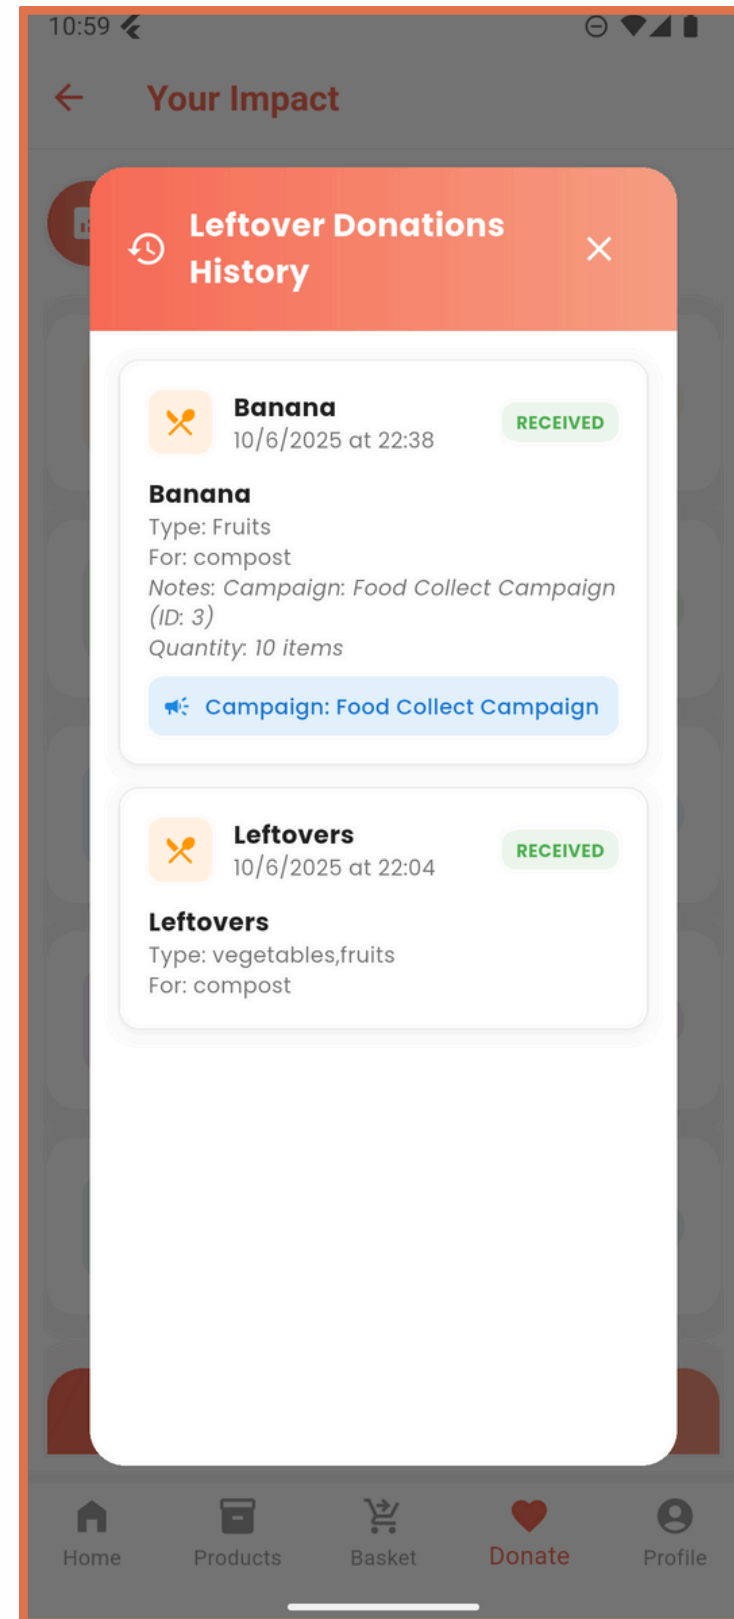 10:59
Your Impact
Leftover Donations
History
Banana
10/6/2025 at 22:38
RECEIVED
Banana
Type: Fruits
For: compost
Notes: Campaign: Food Collect Campaign
(ID: 3)
Quantity: 10 items
Campaign: Food Collect Campaign
Leftovers
10/6/2025 at 22:04
RECEIVED
Leftovers
Type: vegetables,fruits
For: compost
Home
Products
Basket
Donate
Profile